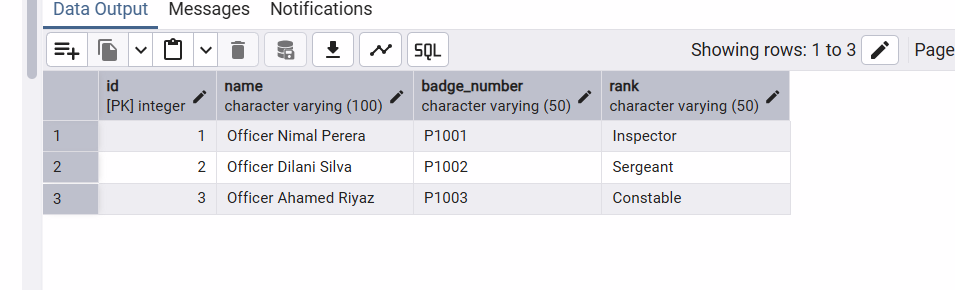 Data Output Messages Notifications
SQL Showing rows: 1 to 3 Page
id name badge_number rank
[PK] integer character varying (100) character varying (50) character varying (50)
1 1 Officer Nimal Perera P1001 Inspector
2 2 Officer Dilani Silva P1002 Sergeant
3 3 Officer Ahamed Riyaz P1003 Constable